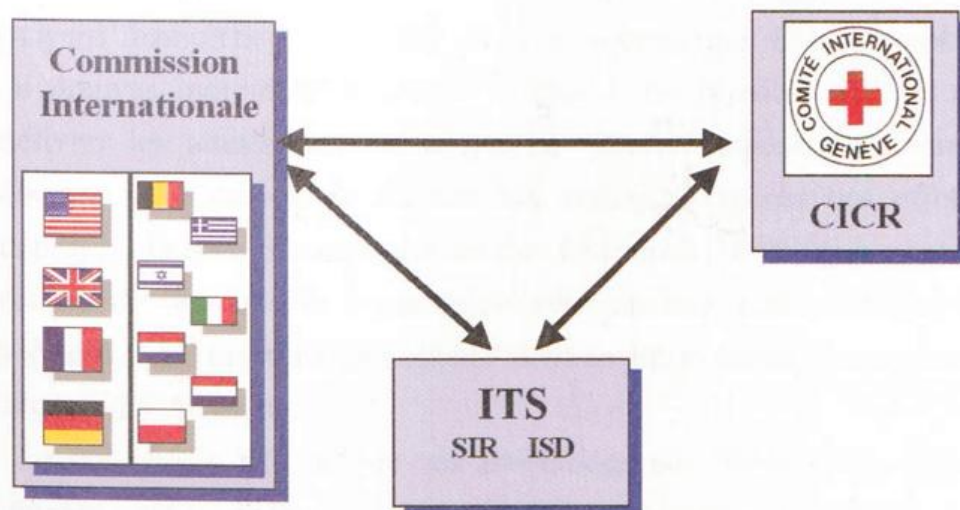 Commission
Internationale
COMITÉ INTERNATIONAL
GENÈVE
CICR
ITS
SIR ISD